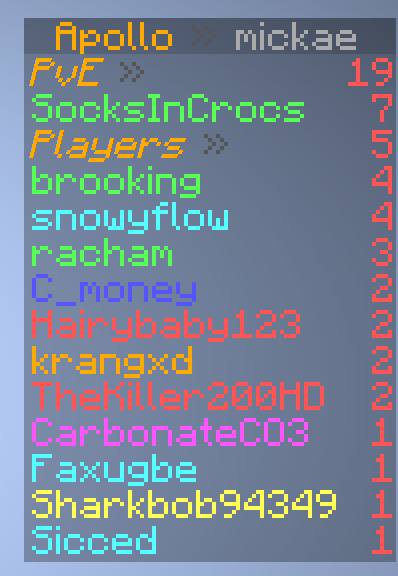 Apollo » mickae
PvE » 19
SocksInCrocs 7
Players » 5
brooking 4
snowyflow 4
racham 3
C_money 2
Hairybaby123 2
krangxd 2
TheKiller200HD 2
CarbonateCO3 1
Faxugbe 1
Sharkbob94349 1
Sicced 1